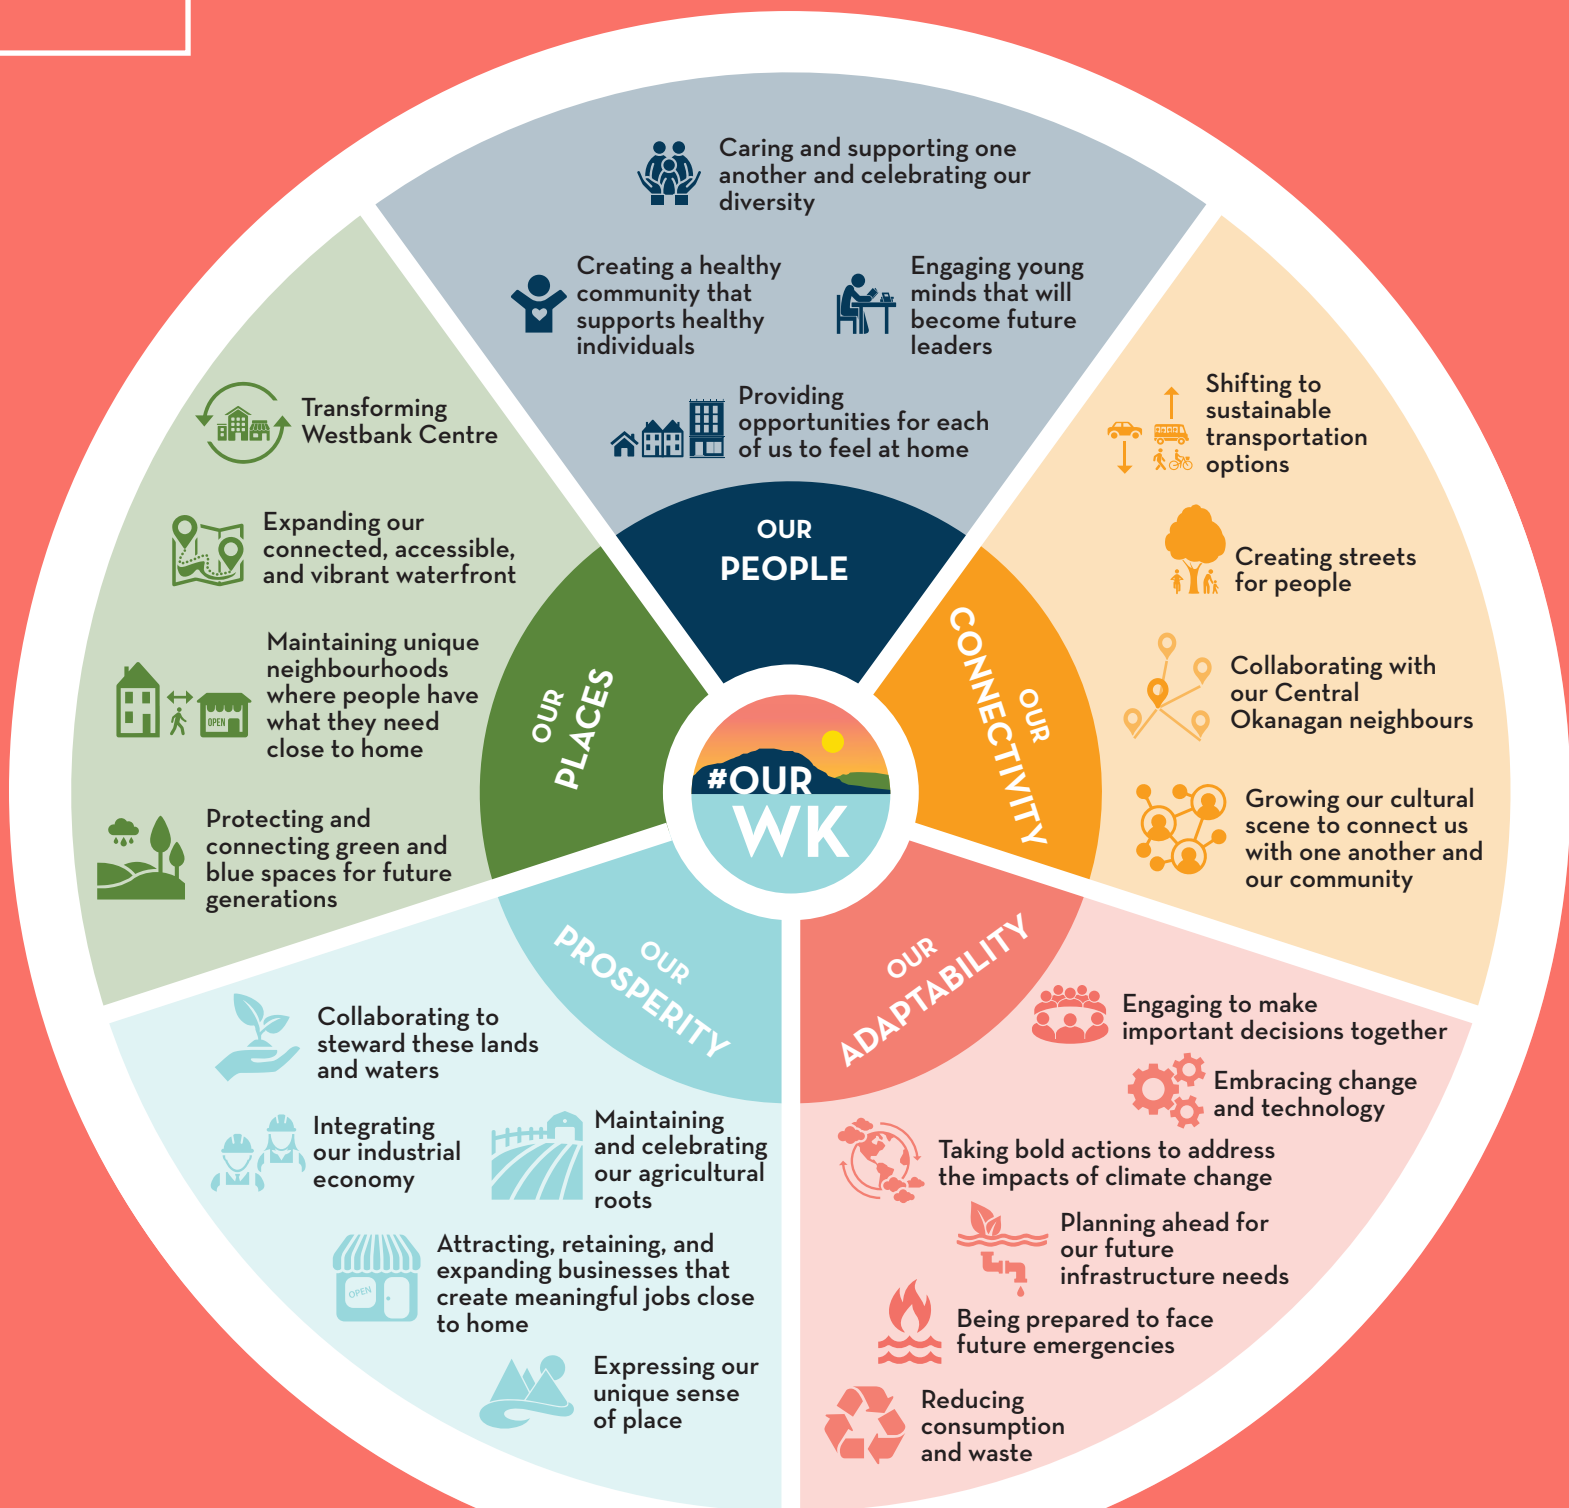 Caring and supporting one
another and celebrating our
diversity
Creating a healthy
community that
supports healthy
individuals
Engaging young
minds that will
become future
leaders
Providing
opportunities for each
of us to feel at home
OUR
PEOPLE
Shifting to
sustainable
transportation
options
Creating streets
for people
Collaborating with
our Central
Okanagan neighbours
Growing our cultural
scene to connect us
with one another and
our community
OUR
CONNECTIVITY
OUR
ADAPTABILITY
Engaging to make
important decisions together
Embracing change
and technology
Taking bold actions to address
the impacts of climate change
Planning ahead for
our future
infrastructure needs
Being prepared to face
future emergencies
Reducing
consumption
and waste
OUR
PROSPERITY
Collaborating to
steward these lands
and waters
Integrating
our industrial
economy
Maintaining
and celebrating
our agricultural
roots
OPEN
Attracting, retaining, and
expanding businesses that
create meaningful jobs close
to home
Expressing our
unique sense
of place
OUR
PLACES
Transforming
Westbank Centre
Expanding our
connected, accessible,
and vibrant waterfront
Maintaining unique
neighbourhoods
where people have
what they need
close to home
OPEN
Protecting and
connecting green and
blue spaces for future
generations
#OUR
WK